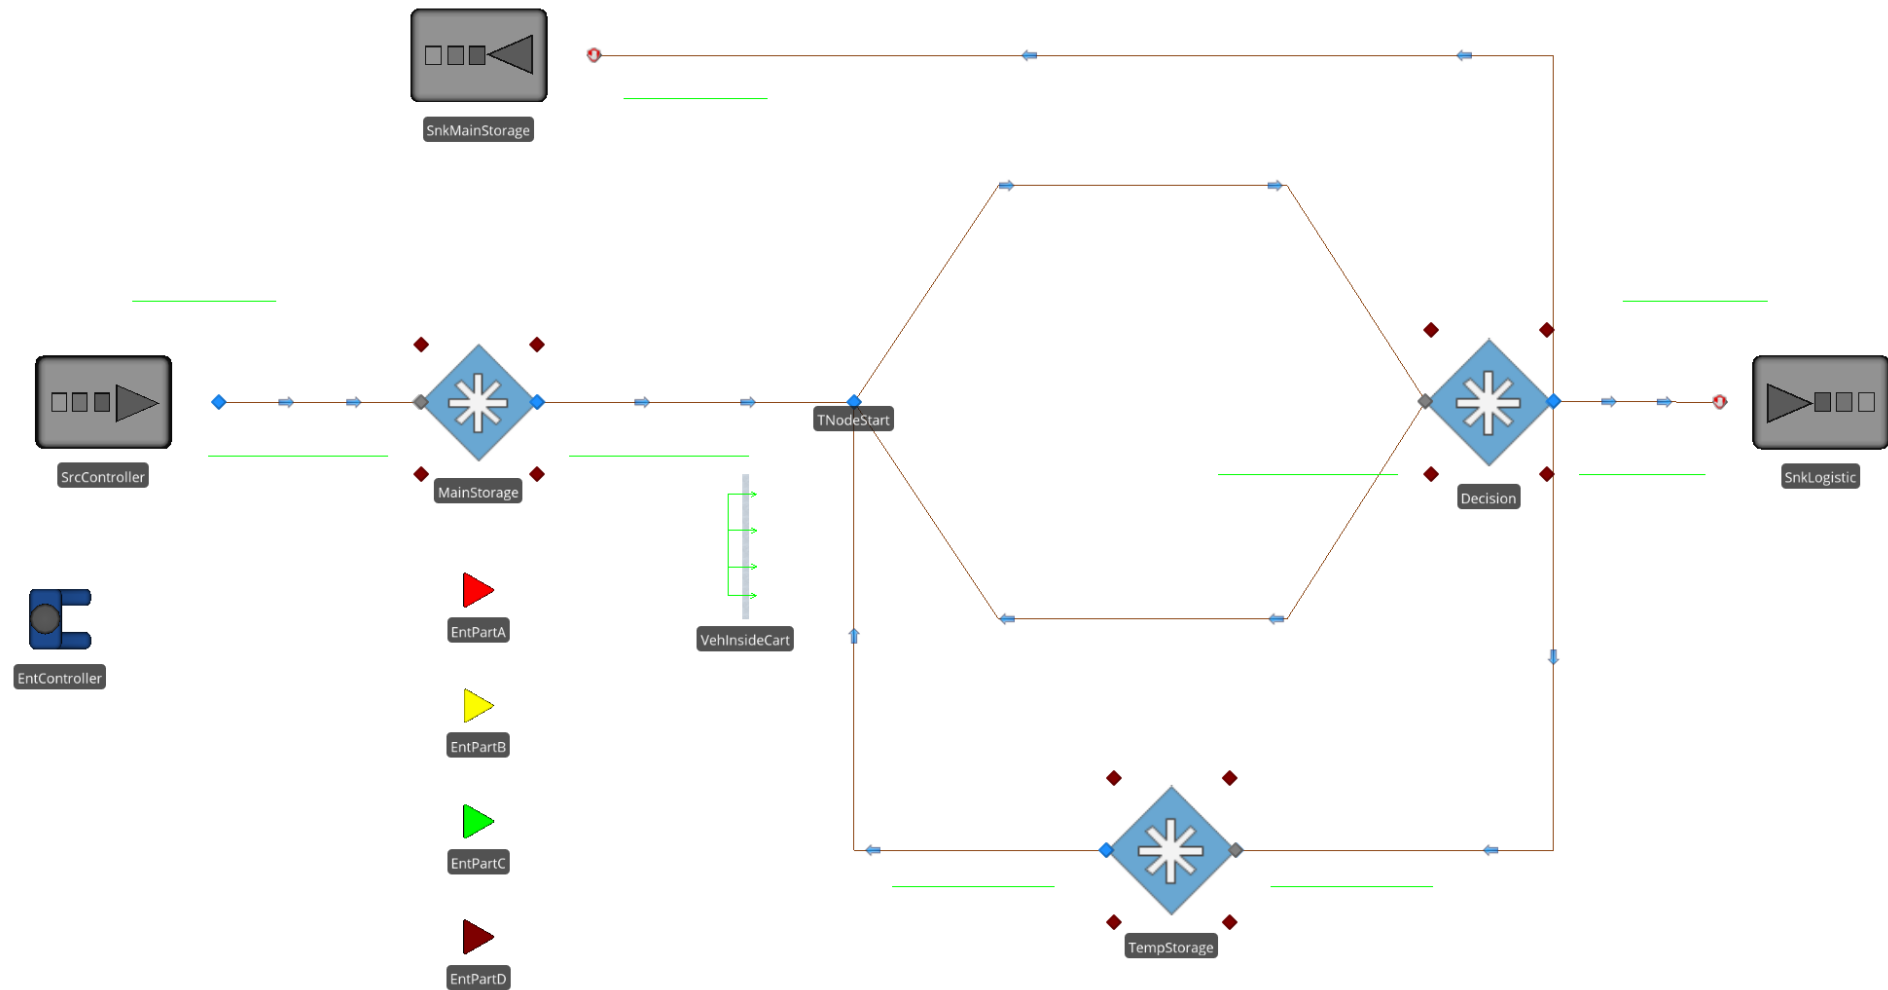 SnkMainStorage
TNodeStart
SrcController
MainStorage
Decision
SnkLogistic
EntPartA
VehInsideCart
EntController
EntPartB
EntPartC
TempStorage
EntPartD